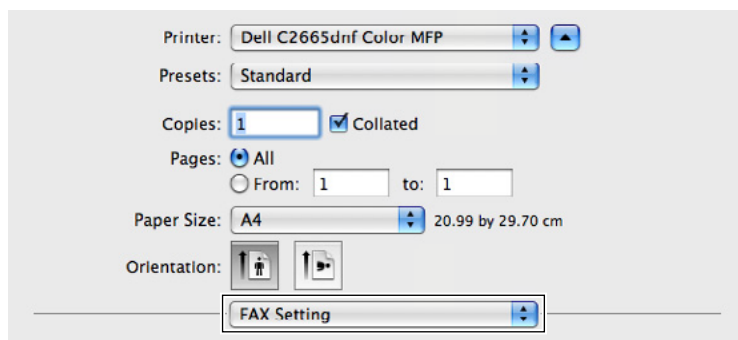 Printer: Dell C2665dnf Color MFP
Presets: Standard
Copies: 1 Collated
Pages: All
From: 1 to: 1
Paper Size: A4 20.99 by 29.70 cm
Orientation:
FAX Setting